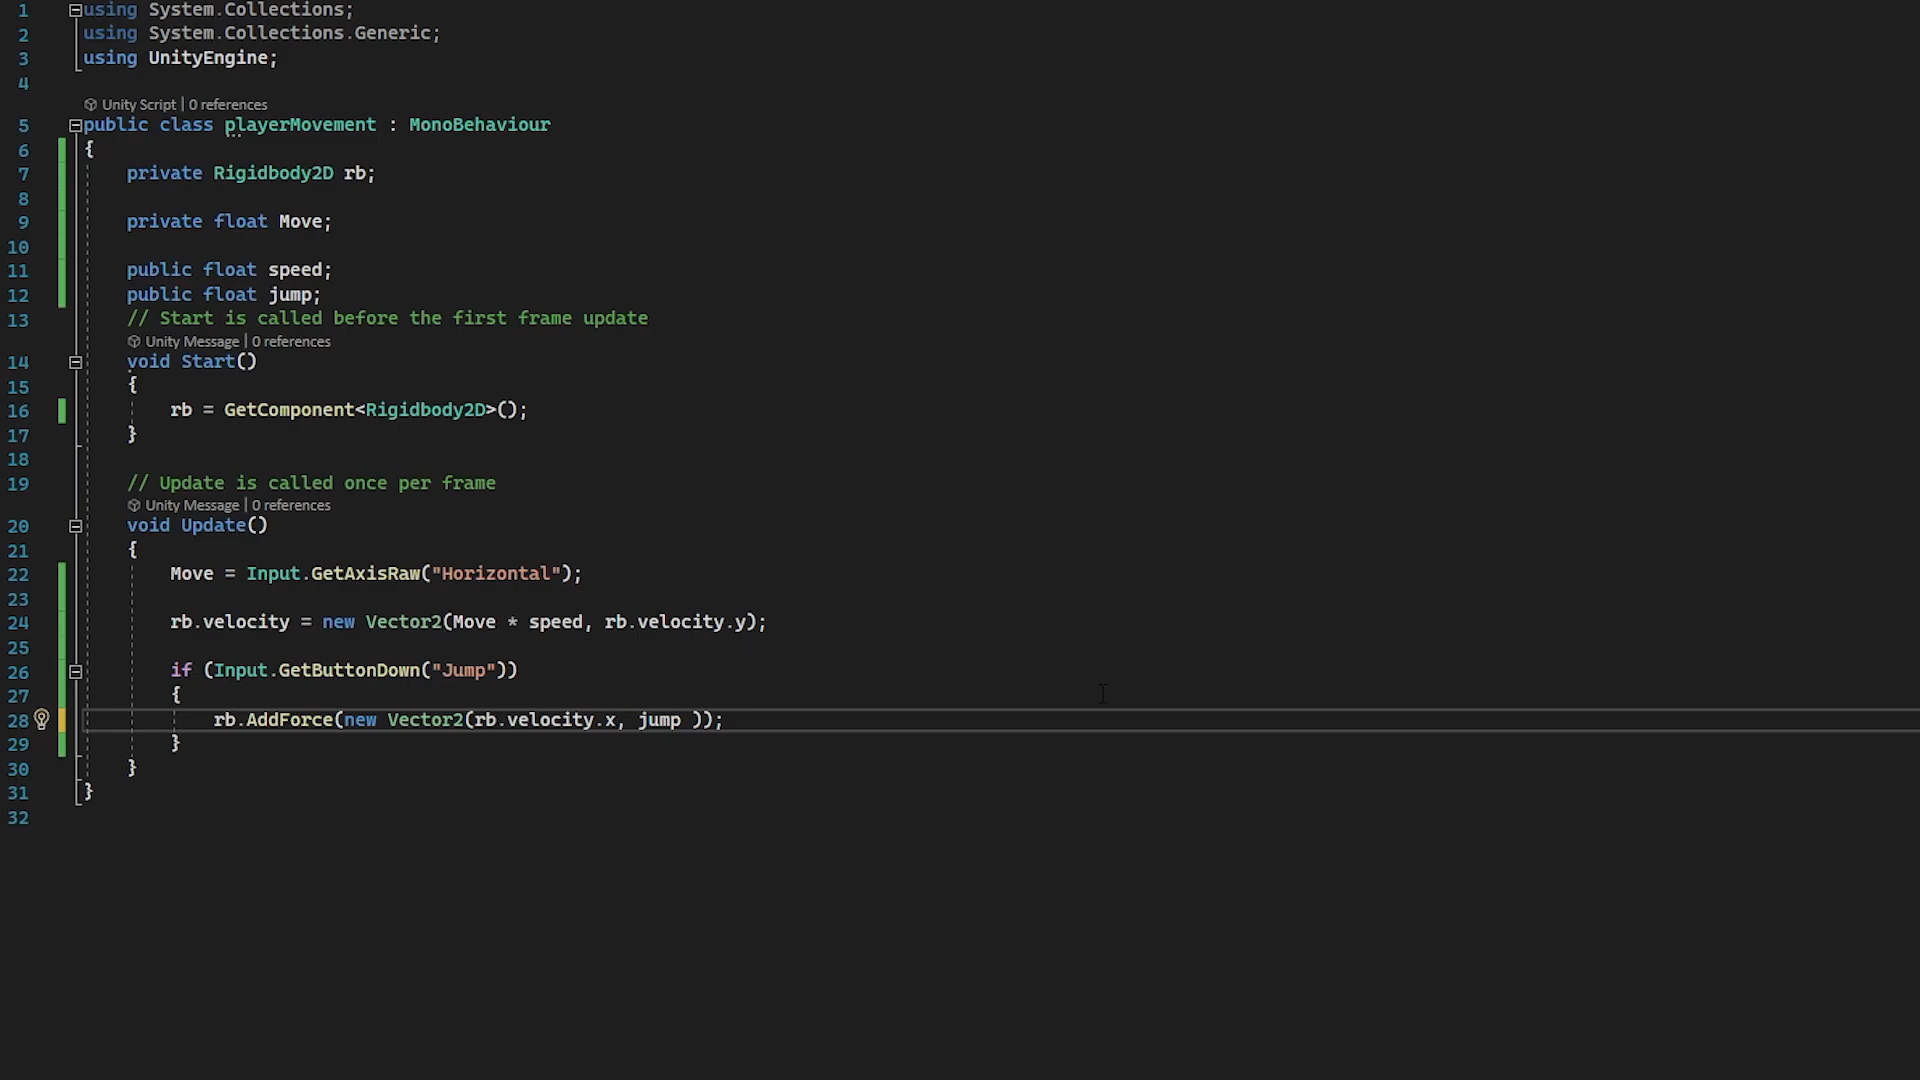 1 using System.Collections;
2 using System.Collections.Generic;
3 using UnityEngine;
4
Unity Script | 0 references
5 public class playerMovement : MonoBehaviour
6 {
7 private Rigidbody2D rb;
8
9 private float Move;
10
11 public float speed;
12 public float jump;
13 // Start is called before the first frame update
Unity Message | 0 references
14 void Start()
15 {
16 rb = GetComponent<Rigidbody2D>();
17 }
18
19 // Update is called once per frame
Unity Message | 0 references
20 void Update()
21 {
22 Move = Input.GetAxisRaw("Horizontal");
23
24 rb.velocity = new Vector2(Move * speed, rb.velocity.y);
25
26 if (Input.GetButtonDown("Jump"))
27 {
28 rb.AddForce(new Vector2(rb.velocity.x, jump ));
29 }
30 }
31 }
32